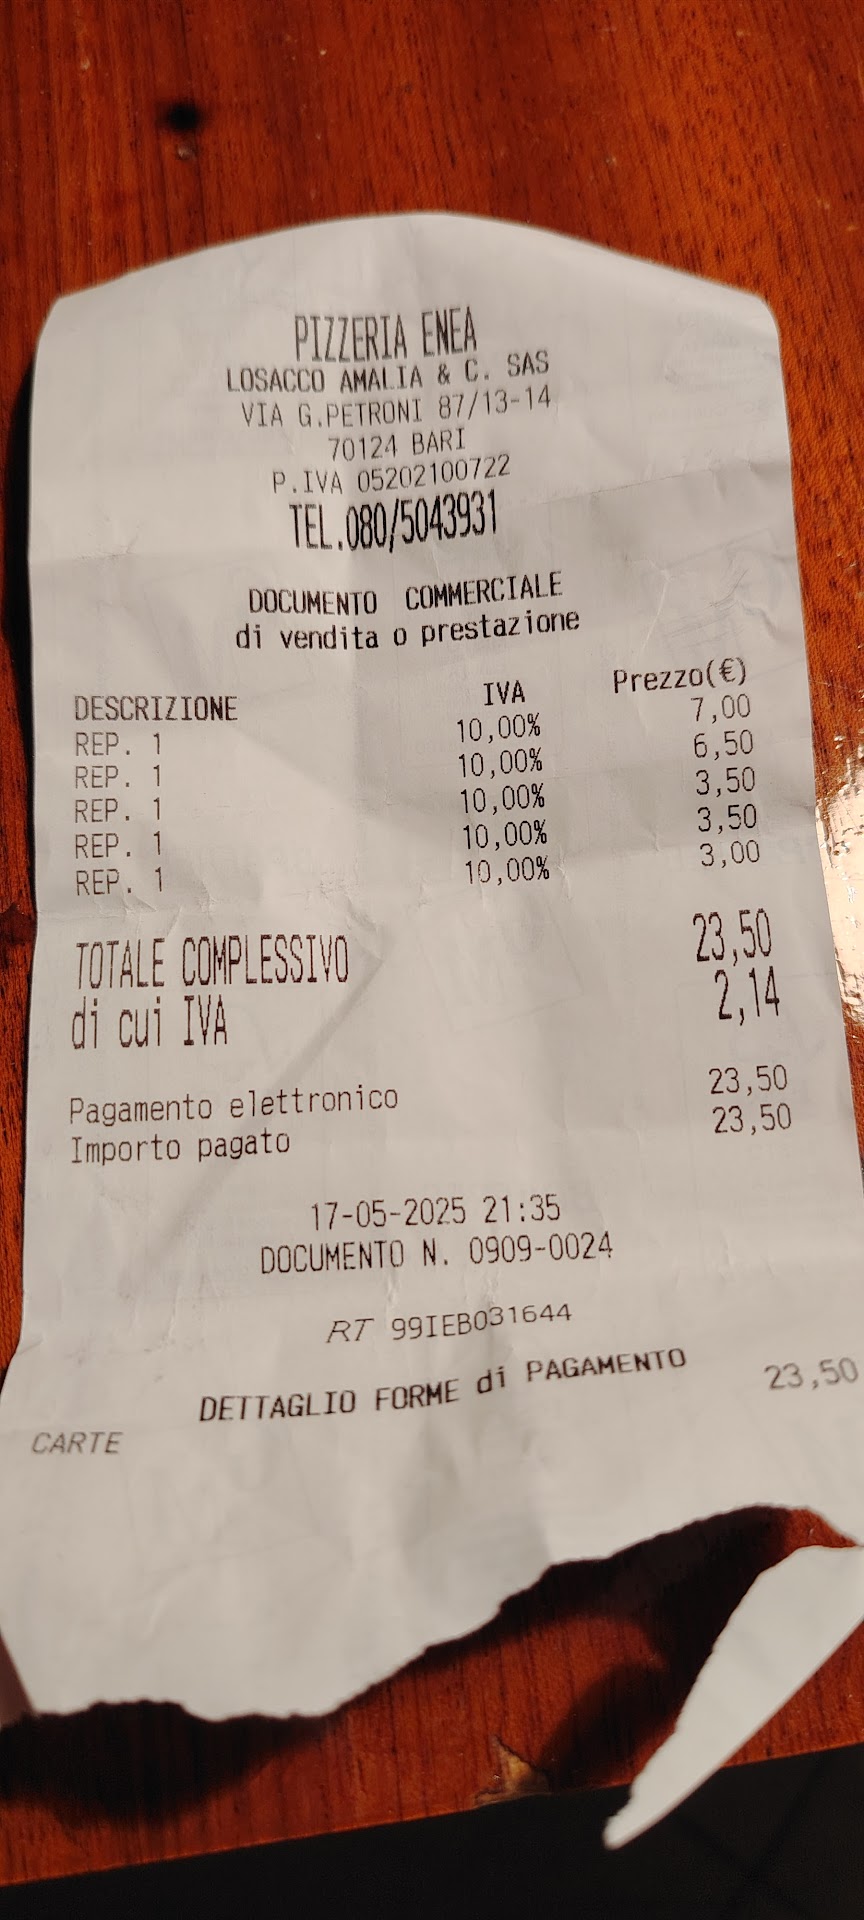 PIZZERIA ENEA
LOSACCO AMALIA & C. SAS
VIA G.PETRONI 87/13-14
70124 BARI
P.IVA 05202100722
TEL.080/5043931
DOCUMENTO COMMERCIALE
di vendita o prestazione
DESCRIZIONE IVA Prezzo(€)
REP. 1 10,00% 7,00
REP. 1 10,00% 6,50
REP. 1 10,00% 3,50
REP. 1 10,00% 3,50
REP. 1 10,00% 3,00
TOTALE COMPLESSIVO 23,50
di cui IVA 2,14
Pagamento elettronico 23,50
Importo pagato 23,50
17-05-2025 21:35
DOCUMENTO N. 0909-0024
RT 99IEB031644
DETTAGLIO FORME di PAGAMENTO
CARTE 23,50